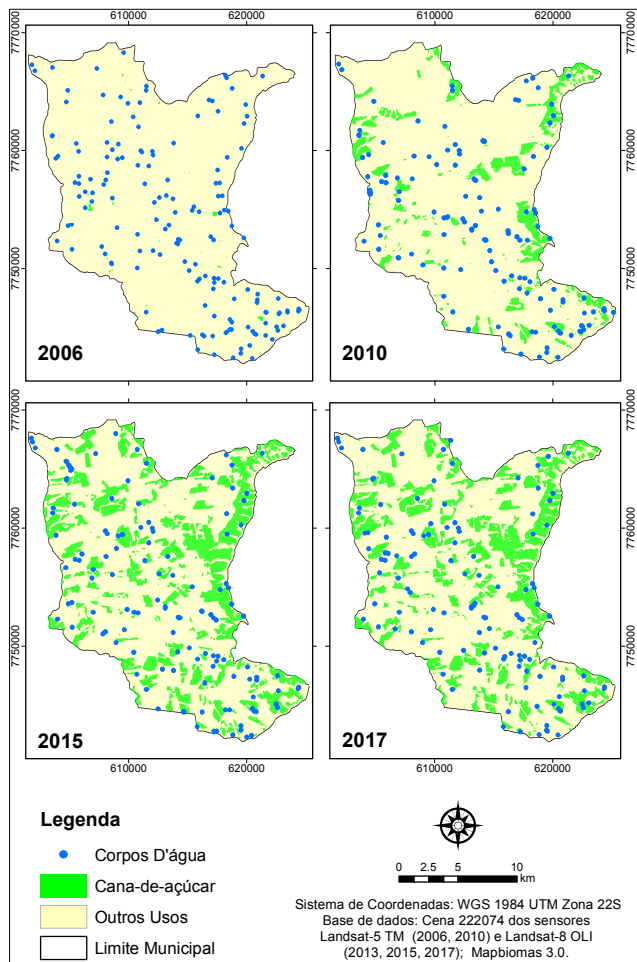 610000 620000 610000 620000
7770000
7760000
7750000
2006
2010
7770000
7760000
7750000
2015
2017
610000 620000 610000 620000
Legenda
Corpos D'água
Cana-de-açúcar
Outros Usos
Limite Municipal
0 2.5 5 10
km
Sistema de Coordenadas: WGS 1984 UTM Zona 22S
Base de dados: Cena 222074 dos sensores
Landsat-5 TM (2006, 2010) e Landsat-8 OLI
(2013, 2015, 2017); Mapbiomas 3.0.